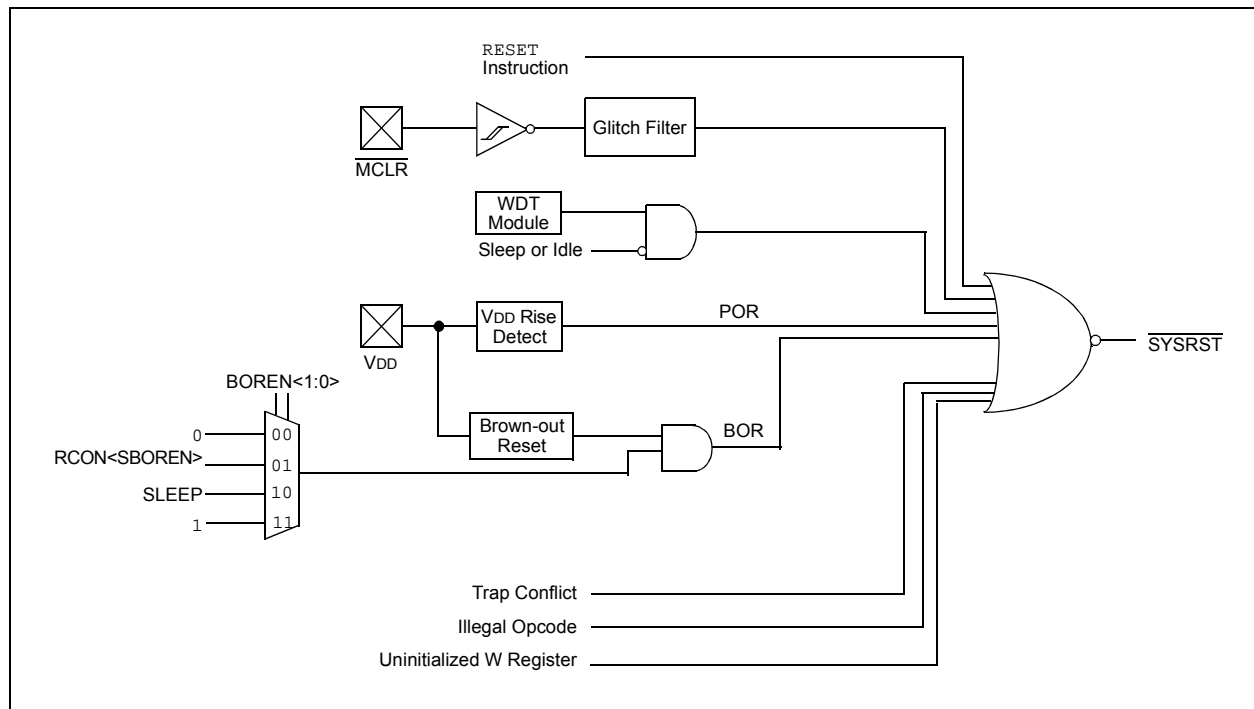 RESET
Instruction
Glitch Filter
MCLR
WDT
Module
Sleep or Idle
VDD Rise
Detect
POR
VDD
SYSRST
BOREN<1:0>
0
00
Brown-out
Reset
BOR
RCON<SBOREN>
01
SLEEP
10
1
11
Trap Conflict
Illegal Opcode
Uninitialized W Register